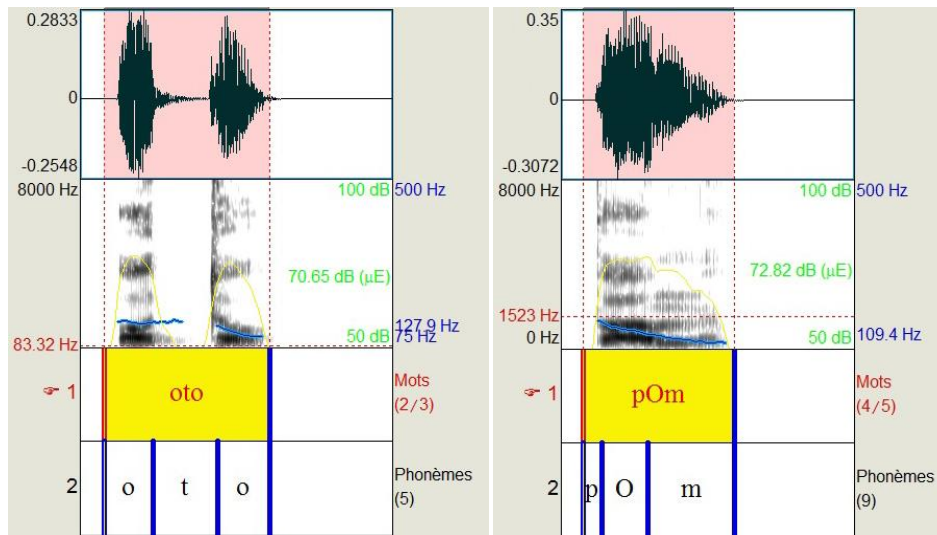 0.2833
0
-0.2548
8000 Hz
100 dB
500 Hz
70.65 dB (µE)
127.9 Hz
50 dB
75 Hz
83.32 Hz
☞ 1
oto
Mots
(2/3)
2
o t o
Phonèmes
(5)
0.35
0
-0.3072
8000 Hz
100 dB
500 Hz
72.82 dB (µE)
1523 Hz
0 Hz
50 dB
109.4 Hz
☞ 1
pOm
Mots
(4/5)
2
p O m
Phonèmes
(9)